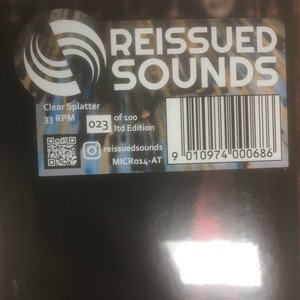 REISSUED
SOUNDS
Clear Splatter
33 RPM
023
of 100
ltd Edition
reissuedsounds
MICR014-AT
9 010974 000686